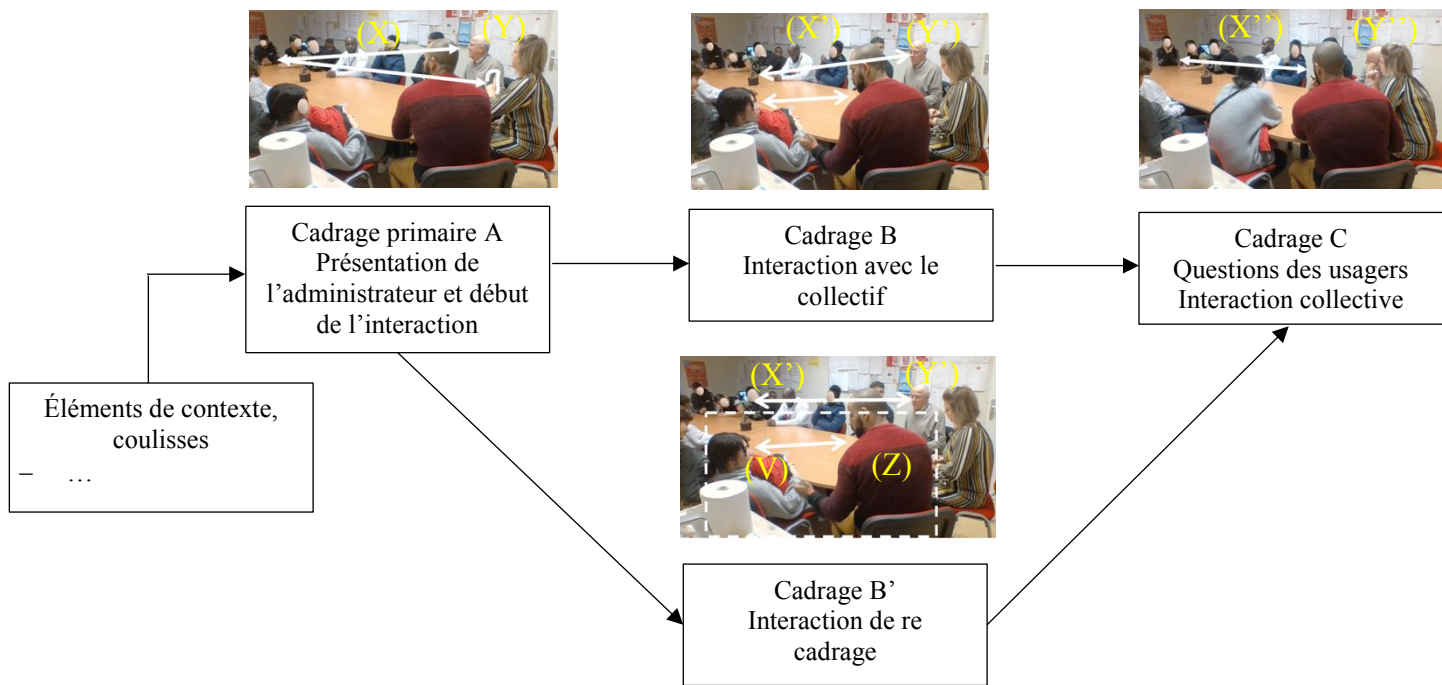 (X)
(Y)
(X’)
(Y’)
(X’’)
(Y’’)
Cadrage primaire A
Présentation de
l’administrateur et début
de l’interaction
Cadrage B
Interaction avec le
collectif
Cadrage C
Questions des usagers
Interaction collective
Éléments de contexte,
coulisses
– …
(X’)
(Y’)
(V)
(Z)
Cadrage B’
Interaction de re
cadrage